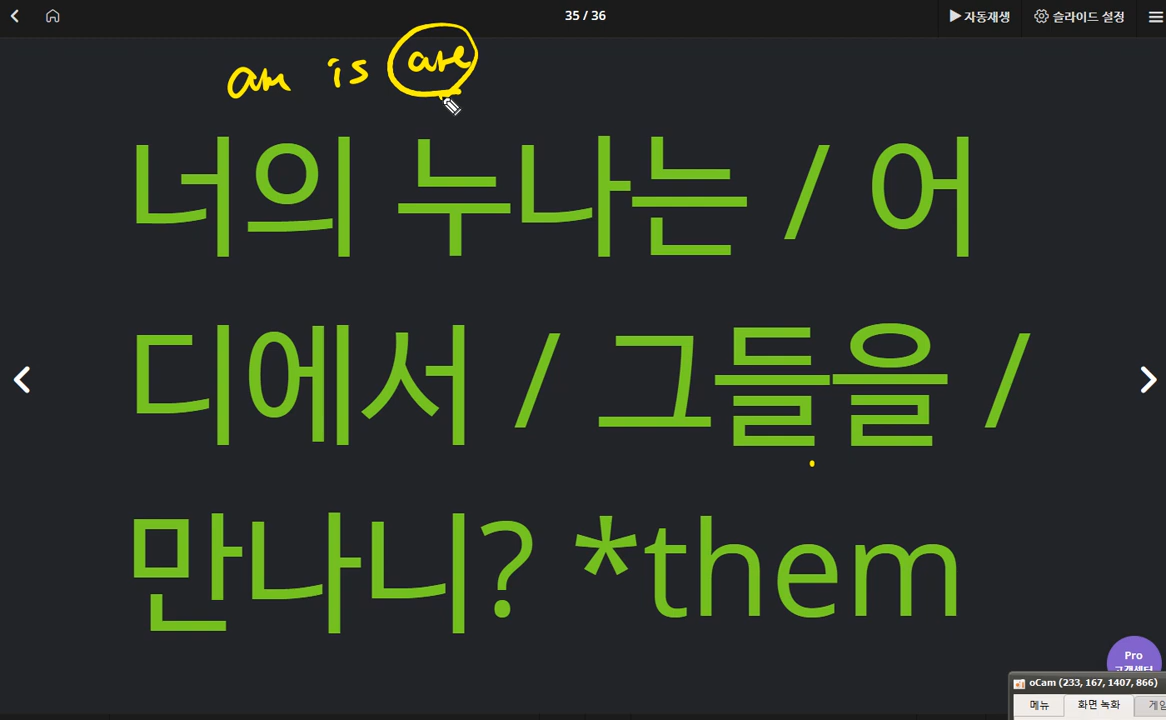 35 / 36
자동재생
슬라이드 설정
am is are
너의 누나는 / 어
디에서 / 그들을 /
만나니? *them
Pro
oCam (233, 167, 1407, 866)
메뉴
화면 녹화